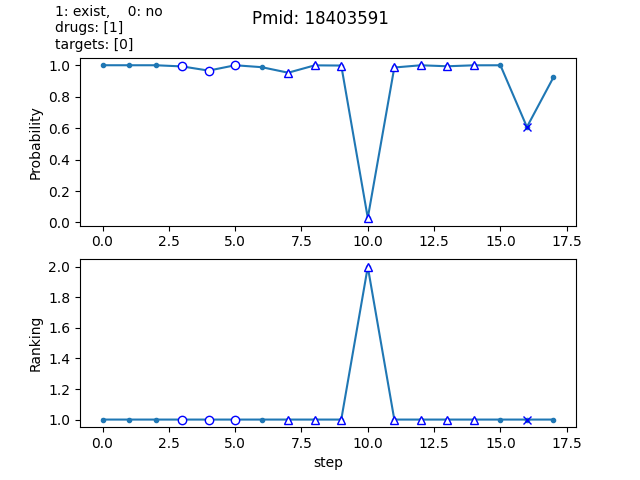 1: exist,    0: no
drugs: [1]
targets: [0]
Pmid: 18403591
1.0
0.8
0.6
0.4
0.2
0.0
Probability
0.0 2.5 5.0 7.5 10.0 12.5 15.0 17.5
2.0
1.8
1.6
1.4
1.2
1.0
Ranking
0.0 2.5 5.0 7.5 10.0 12.5 15.0 17.5
step